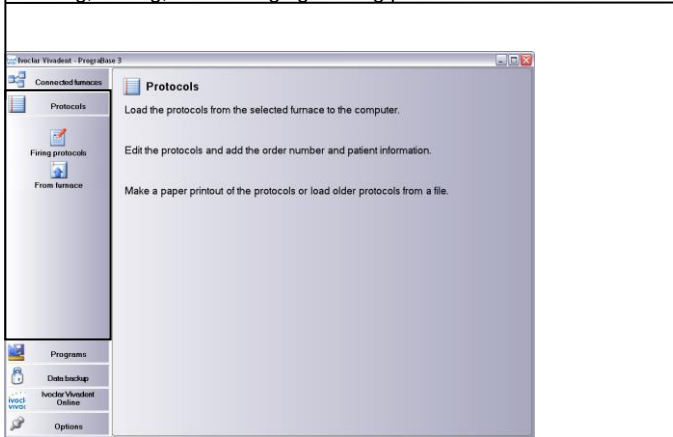 Ivoclar Vivadent - PrograBase 3
Connected furnaces
Protocols
Firing protocols
From furnace
Programs
Data backup
Ivoclar Vivadent
Online
Options
Protocols
Load the protocols from the selected furnace to the computer.
Edit the protocols and add the order number and patient information.
Make a paper printout of the protocols or load older protocols from a file.